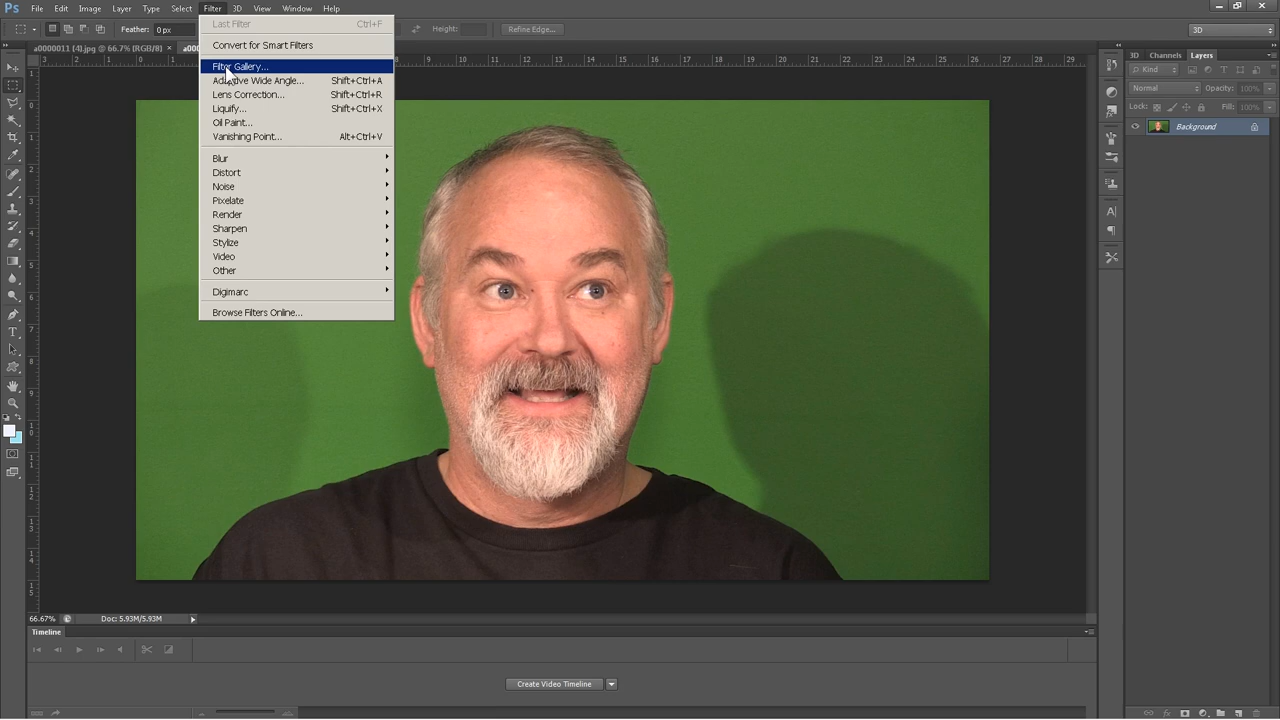 Ps File Edit Image Layer Type Select Filter 3D View Window Help
Feather: 0 px Height: Refine Edge... 3D
a0000011 (4).jpg @ 66.7% [RGB/8] ×
Last Filter Ctrl+F
Convert for Smart Filters
Filter Gallery...
Adaptive Wide Angle... Shift+Ctrl+A
Lens Correction... Shift+Ctrl+R
Liquify... Shift+Ctrl+X
Oil Paint...
Vanishing Point... Alt+Ctrl+V
Blur
Distort
Noise
Pixelate
Render
Sharpen
Stylize
Video
Other
Digimarc
Browse Filters Online...
3D Channels Layers
Kind
Normal Opacity: 100%
Lock: Fill: 100%
Background
66.67% Doc: 5.93M/5.93M
Timeline
Create Video Timeline